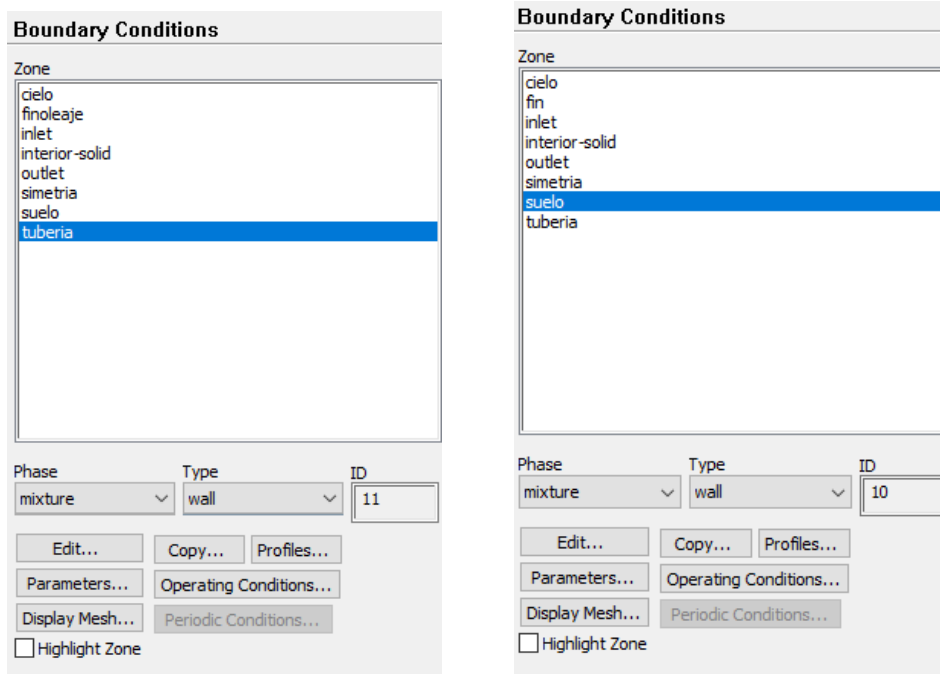 Boundary Conditions
Zone
cielo
finoleaje
inlet
interior-solid
outlet
simetria
suelo
tuberia
Phase Type ID
mixture wall 11
Edit... Copy... Profiles...
Parameters... Operating Conditions...
Display Mesh... Periodic Conditions...
Highlight Zone
Boundary Conditions
Zone
cielo
fin
inlet
interior-solid
outlet
simetria
suelo
tuberia
Phase Type ID
mixture wall 10
Edit... Copy... Profiles...
Parameters... Operating Conditions...
Display Mesh... Periodic Conditions...
Highlight Zone